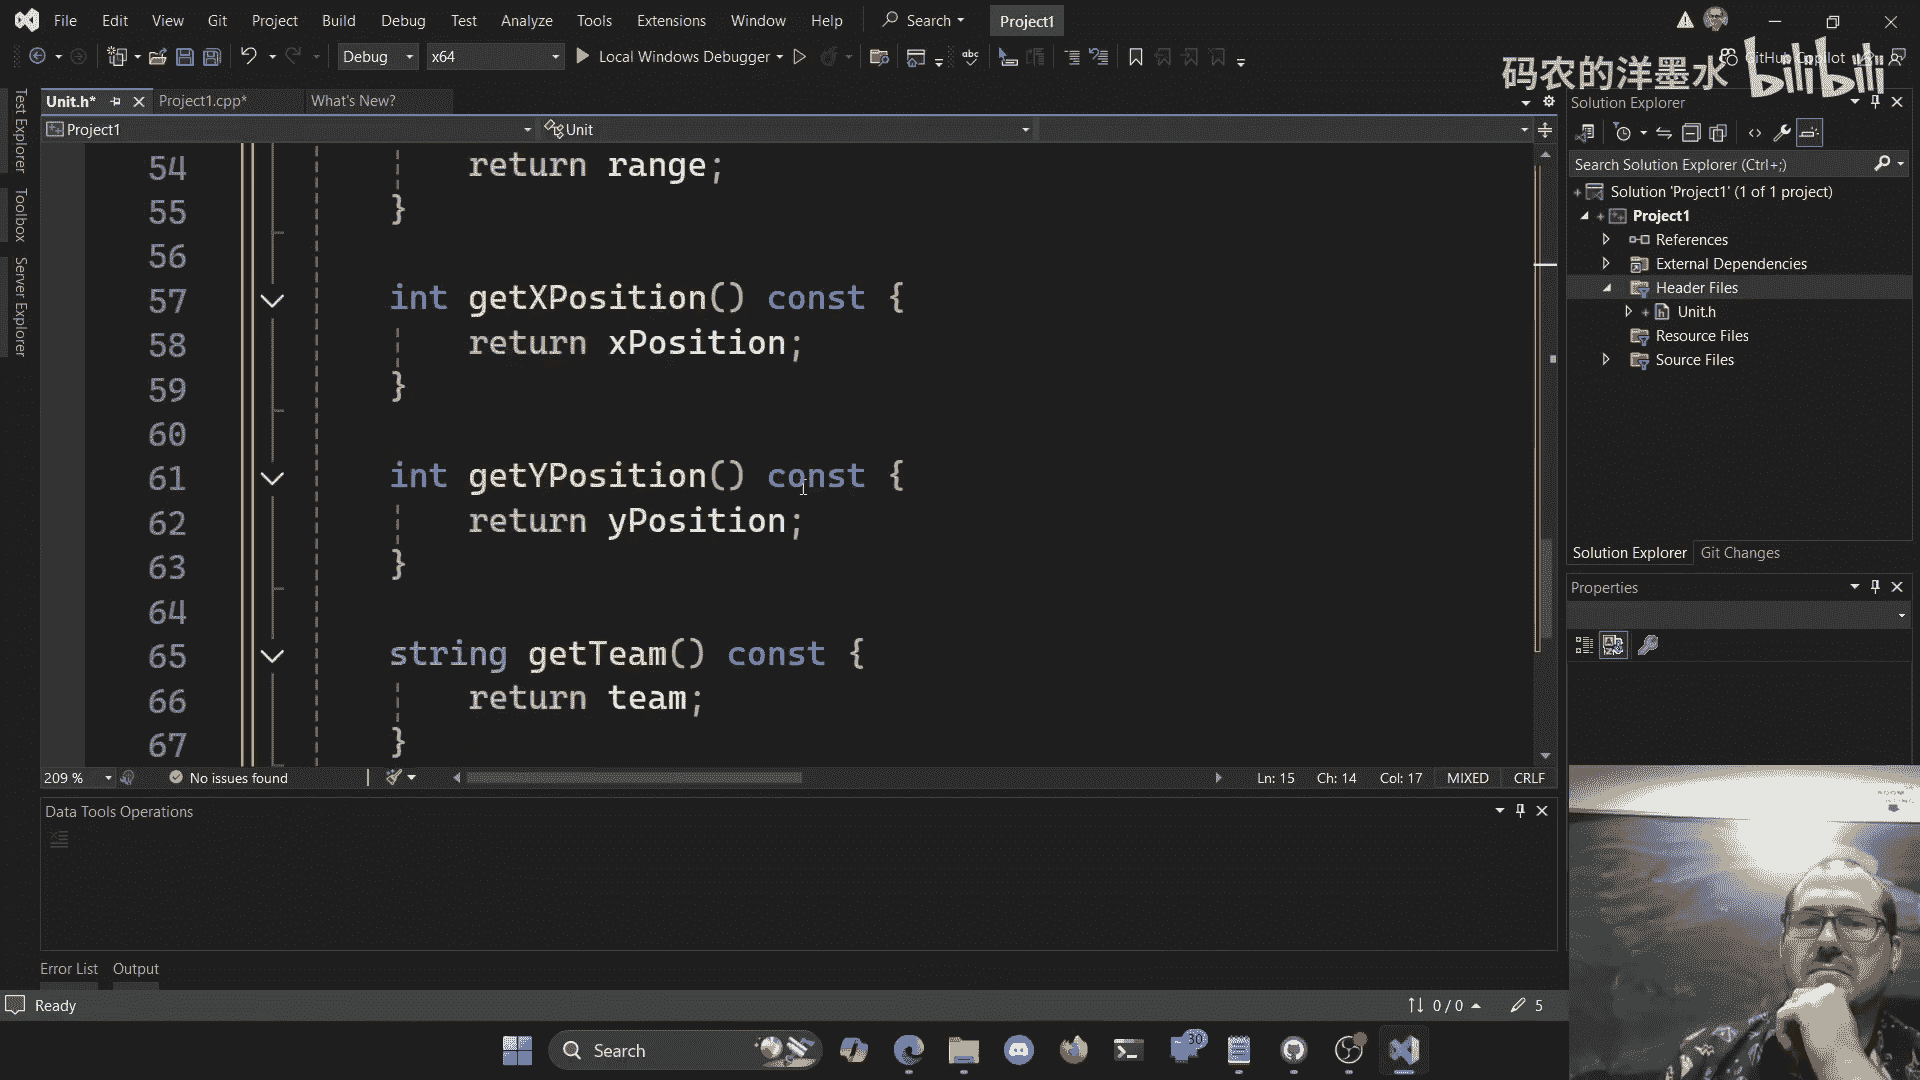 File Edit View Git Project Build Debug Test Analyze Tools Extensions Window Help Search Project1
Debug x64 Local Windows Debugger GitHub Copilot
码农的洋墨水 bilibili
Unit.h* Project1.cpp* What's New?
Project1 Unit
Test Explorer
Toolbox
Server Explorer
54 return range;
55 }
56
57 int getXPosition() const {
58 return xPosition;
59 }
60
61 int getYPosition() const {
62 return yPosition;
63 }
64
65 string getTeam() const {
66 return team;
67 }
209 % No issues found Ln: 15 Ch: 14 Col: 17 MIXED CRLF
Data Tools Operations
Error List Output
Ready 0 / 0 5
Solution Explorer
Search Solution Explorer (Ctrl+;)
Solution 'Project1' (1 of 1 project)
Project1
References
External Dependencies
Header Files
Unit.h
Resource Files
Source Files
Solution Explorer Git Changes
Properties
Search
30